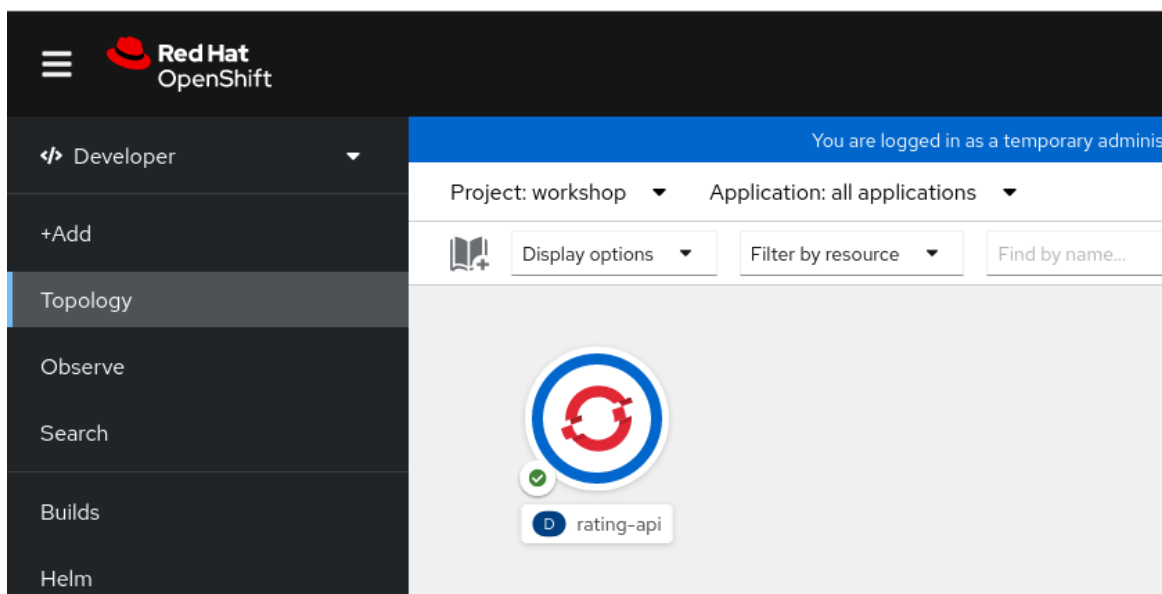 Red Hat
OpenShift
Developer
You are logged in as a temporary adminis
Project: workshop
Application: all applications
+Add
Display options
Filter by resource
Find by name...
Topology
Observe
Search
Builds
D rating-api
Helm